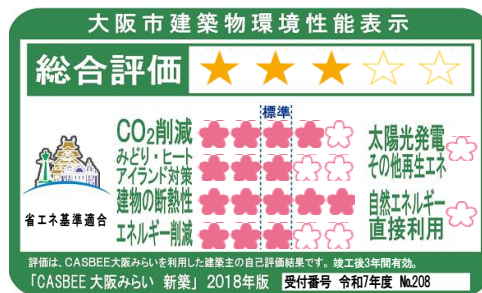 大阪市建築物環境性能表示
総合評価
標準
CO₂削減
みどり・ヒート
アイランド対策
建物の断熱性
エネルギー削減
太陽光発電
その他再生エネ
自然エネルギー
直接利用
省エネ基準適合
評価は、CASBEE大阪みらいを利用した建築主の自己評価結果です。竣工後3年間有効。
「CASBEE大阪みらい 新築」2018年版 受付番号 令和7年度 №208